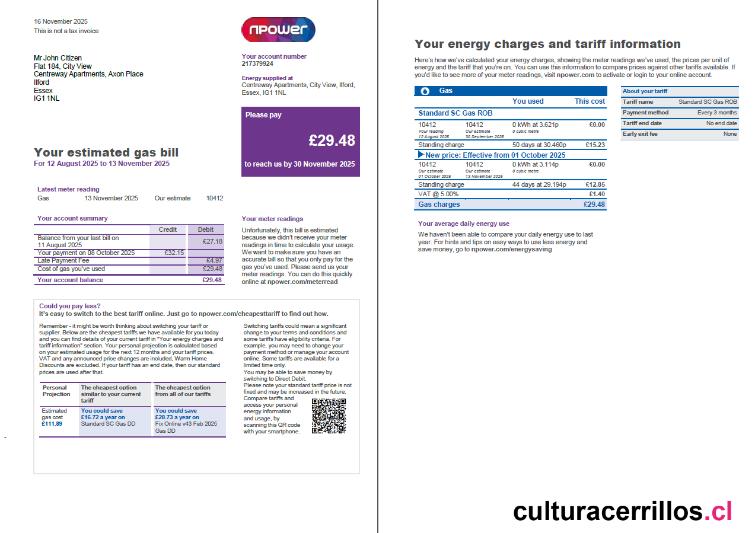 16 November 2025
This is not a tax invoice
Mr John Citizen
Flat 184, City View
Centreway Apartments, Axon Place
Ilford
Essex
IG1 1NL
npower
Your account number
217379924
Energy supplied at
Centreway Apartments, City View,
Essex, IG1 1NL
Please pay
£29.48
to reach us by 30 November 2025
Your estimated gas bill
For 12 August 2025 to 13 November 2025
Latest meter reading
Gas 13 November 2025 Our estimate 10412
Your account summary
Credit Debit
Balance from your last bill on
11 August 2025 £27.18
Your payment on 08 October 2025 £32.15
Late Payment Fee £4.97
Cost of gas you've used £29.48
Your account balance £29.48
Your meter readings
Unfortunately, this bill is estimated
because we didn't receive your meter
readings in time to calculate your usage.
We want to make sure you have an
accurate bill so that you only pay for the
gas you've used. Please send us your
meter readings. You can do this quickly
online at npower.com/meterread
Could you pay less?
It's easy to switch to the best tariff online. Just go to npower.com/cheapesttariff to find out how.
Remember - it might be worth thinking about switching your tariff or
supplier. Below are the cheapest tariffs we have available for you today
and you can find details of your current tariff in "Your energy charges and
tariff information" section. Your personal projection is calculated based
on your estimated usage for the next 12 months and your tariff prices.
VAT and any announced price changes are included, Warm Home
Discounts are excluded. If your tariff has an end date, then our standard
prices are used after that.
Personal Projection
The cheapest option similar to your current tariff
The cheapest option from all of our tariffs
Estimated gas cost £111.89
You could save £16.72 a year on Standard SC Gas DD
You could save £20.73 a year on Fix Online v43 Feb 2026 Gas DD
Switching tariffs could mean a significant
change to your terms and conditions and
some tariffs have eligibility criteria. For
example, you may need to change your
payment method or manage your account
online. Some tariffs are available for a
limited time only.
You may be able to save money by
switching to Direct Debit.
Please note your standard tariff price is not
fixed and may be increased in the future.
Compare tariffs and
access your personal
energy information
and usage, by
scanning this QR code
with your smartphone.
Your energy charges and tariff information
Here's how we've calculated your energy charges, showing the meter readings we've used, the prices per unit of
energy and the tariff that you're on. You can use this information to compare prices against other tariffs available. If
you'd like to see more of your meter readings, visit npower.com to activate or login to your online account.
Gas
You used This cost
Standard SC Gas ROB
10412 10412 0 kWh at 3.621p £0.00
Your reading Our estimate 0 cubic metre
12 August 2025 30 September 2025
Standing charge 50 days at 30.460p £15.23
New price: Effective from 01 October 2025
10412 10412 0 kWh at 3.114p £0.00
Our estimate Our estimate 0 cubic metre
01 October 2025 13 November 2025
Standing charge 44 days at 29.194p £12.85
VAT @ 5.00% £1.40
Gas charges £29.48
Your average daily energy use
We haven't been able to compare your daily energy use to last
year. For hints and tips on easy ways to use less energy and
save money, go to npower.com/energysaving
About your tariff
Tariff name Standard SC Gas ROB
Payment method Every 3 months
Tariff end date No end date
Early exit fee None
culturacerrillos.cl